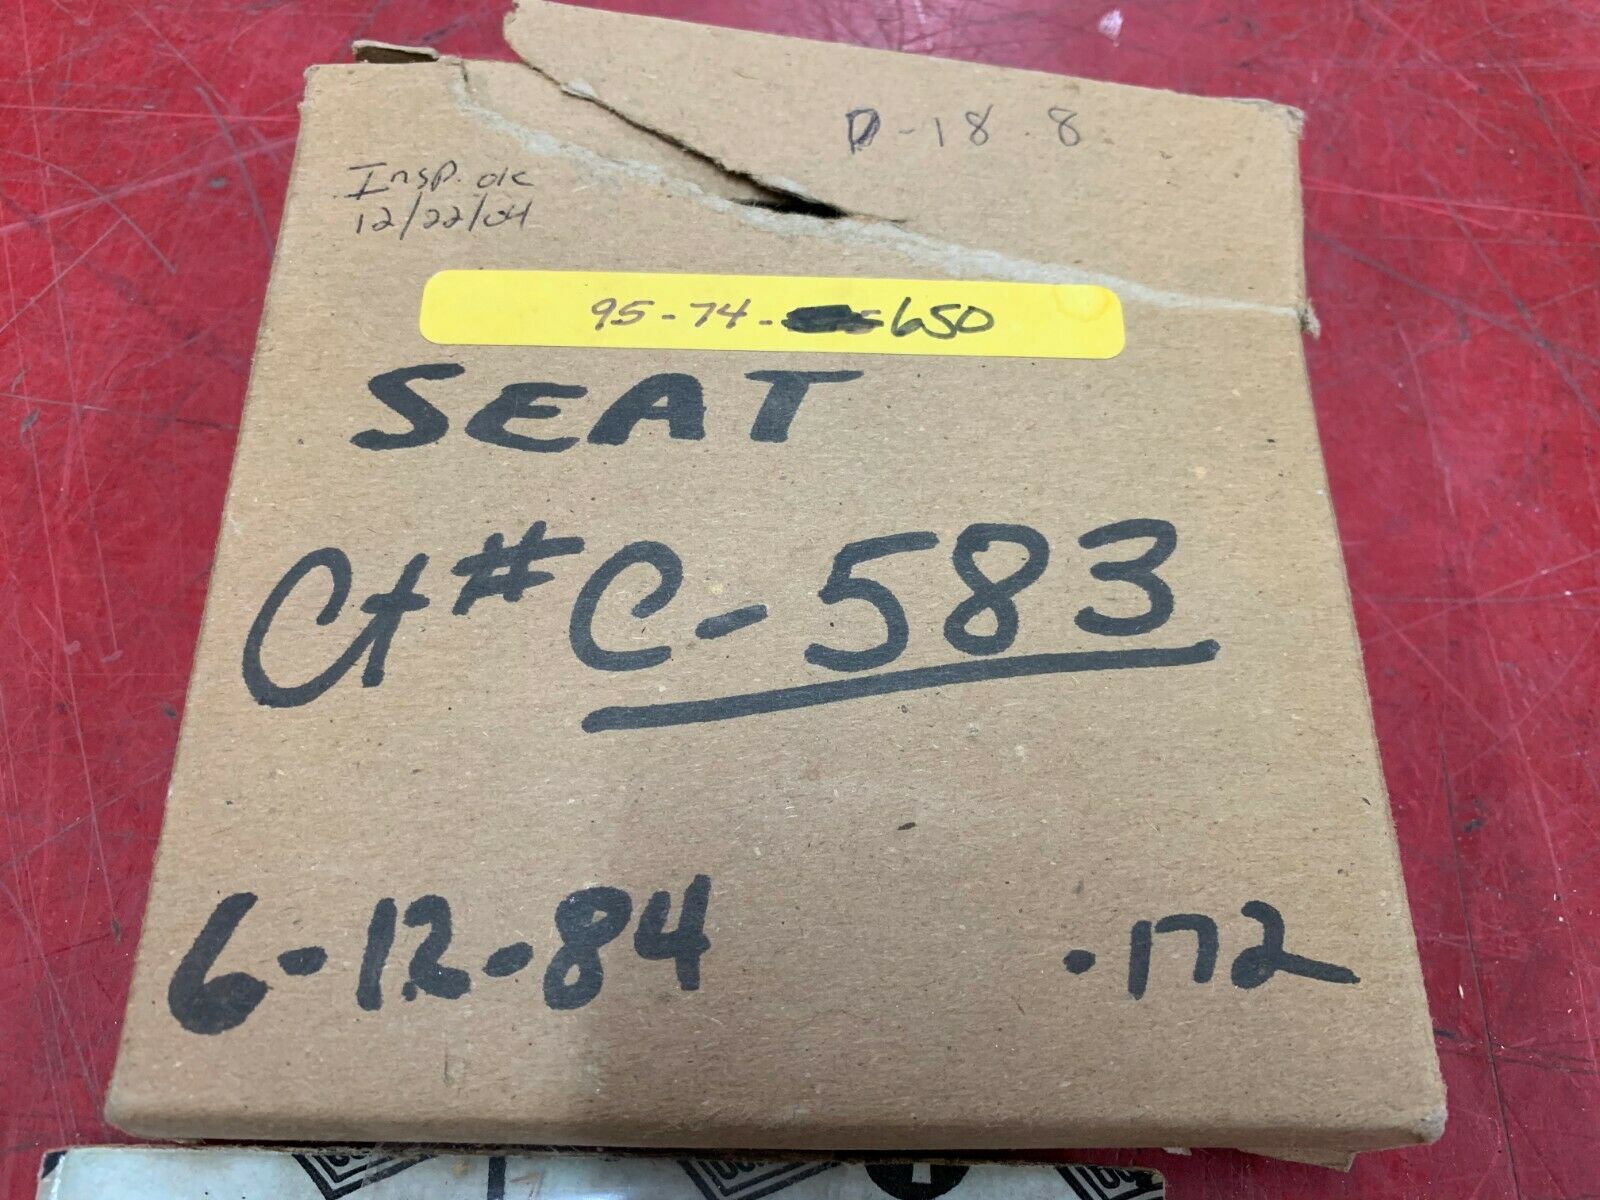 D-18 8
Insp. ok
12/22/04
95-74-650
SEAT
Ct# C-583
6-12-84 .172